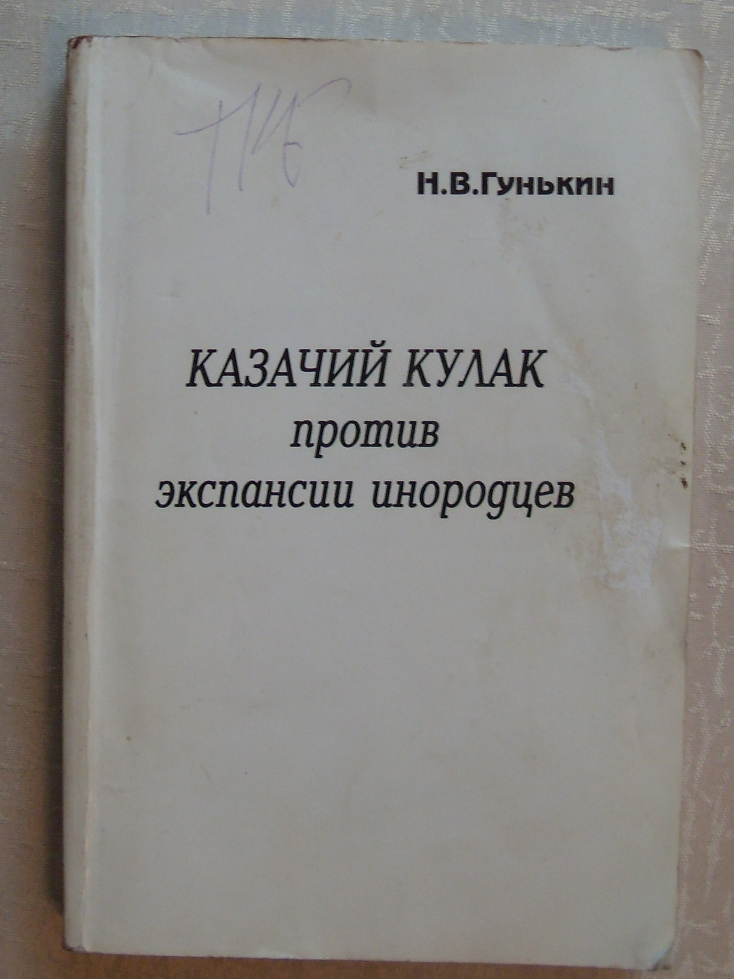 Н.В.Гунькин
КАЗАЧИЙ КУЛАК
против
экспансии инородцев